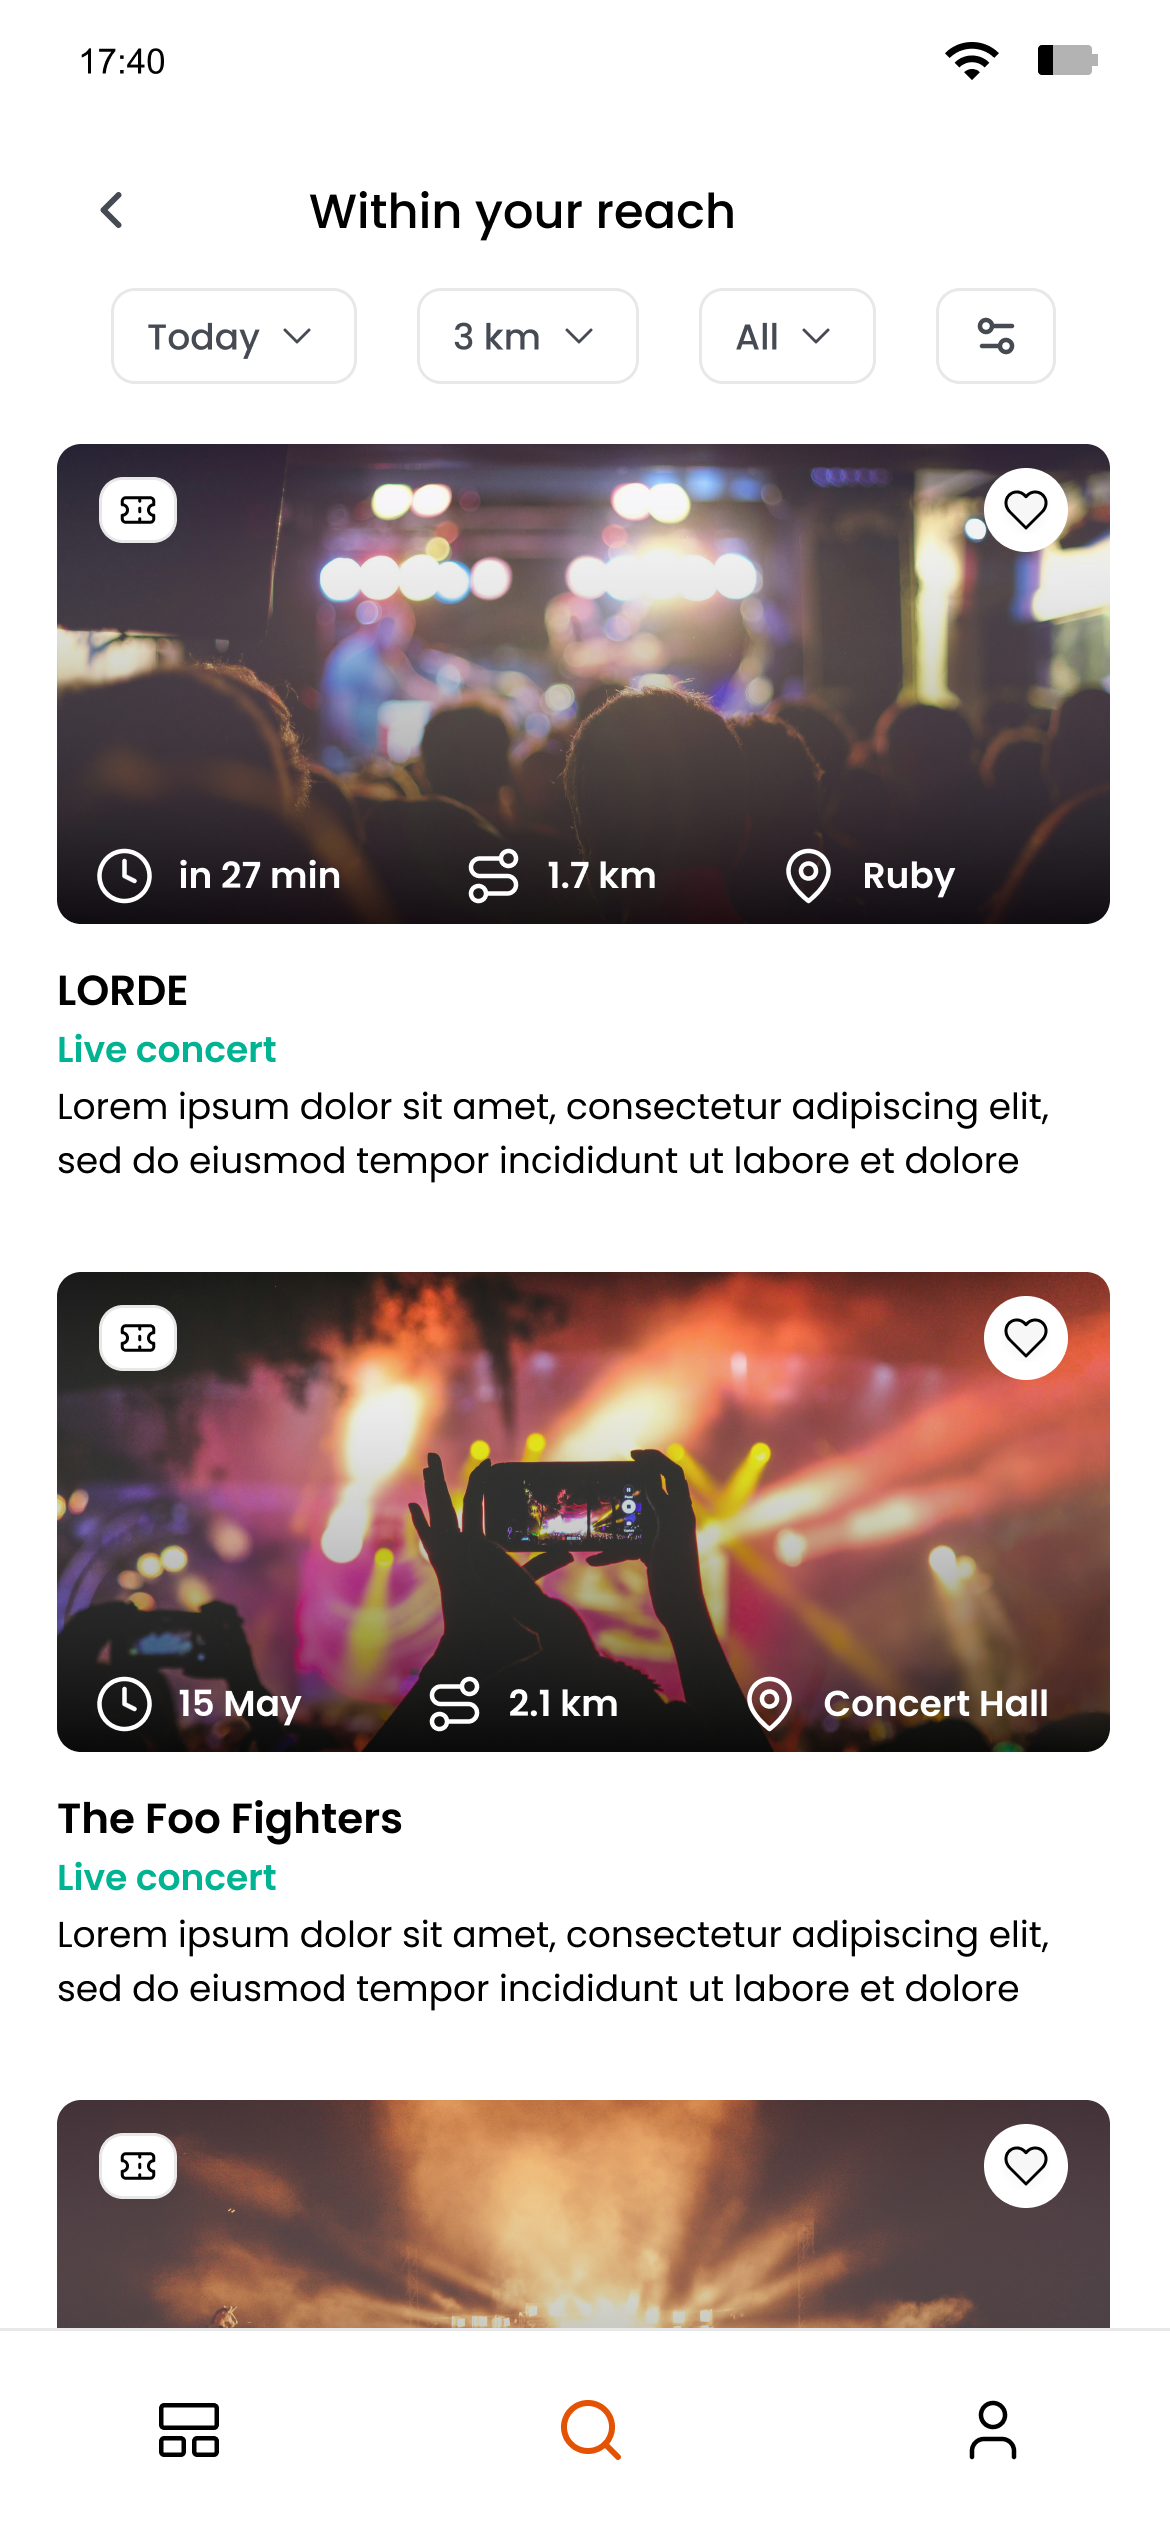 17:40
Within your reach
Today
3 km
All
in 27 min
1.7 km
Ruby
LORDE
Live concert
Lorem ipsum dolor sit amet, consectetur adipiscing elit,
sed do eiusmod tempor incididunt ut labore et dolore
15 May
2.1 km
Concert Hall
The Foo Fighters
Live concert
Lorem ipsum dolor sit amet, consectetur adipiscing elit,
sed do eiusmod tempor incididunt ut labore et dolore